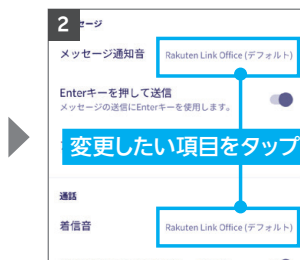 2
セージ
メッセージ通知音 Rakuten Link Office (デフォルト)
Enterキーを押して送信
メッセージの送信にEnterキーを使用します。
変更したい項目をタップ
通話
着信音 Rakuten Link Office (デフォルト)